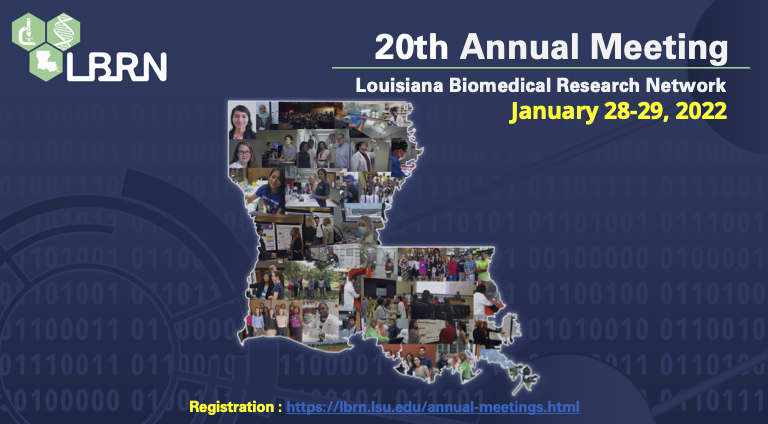 LBRN
20th Annual Meeting
Louisiana Biomedical Research Network
January 28-29, 2022
Registration : https://lbrn.lsu.edu/annual-meetings.html